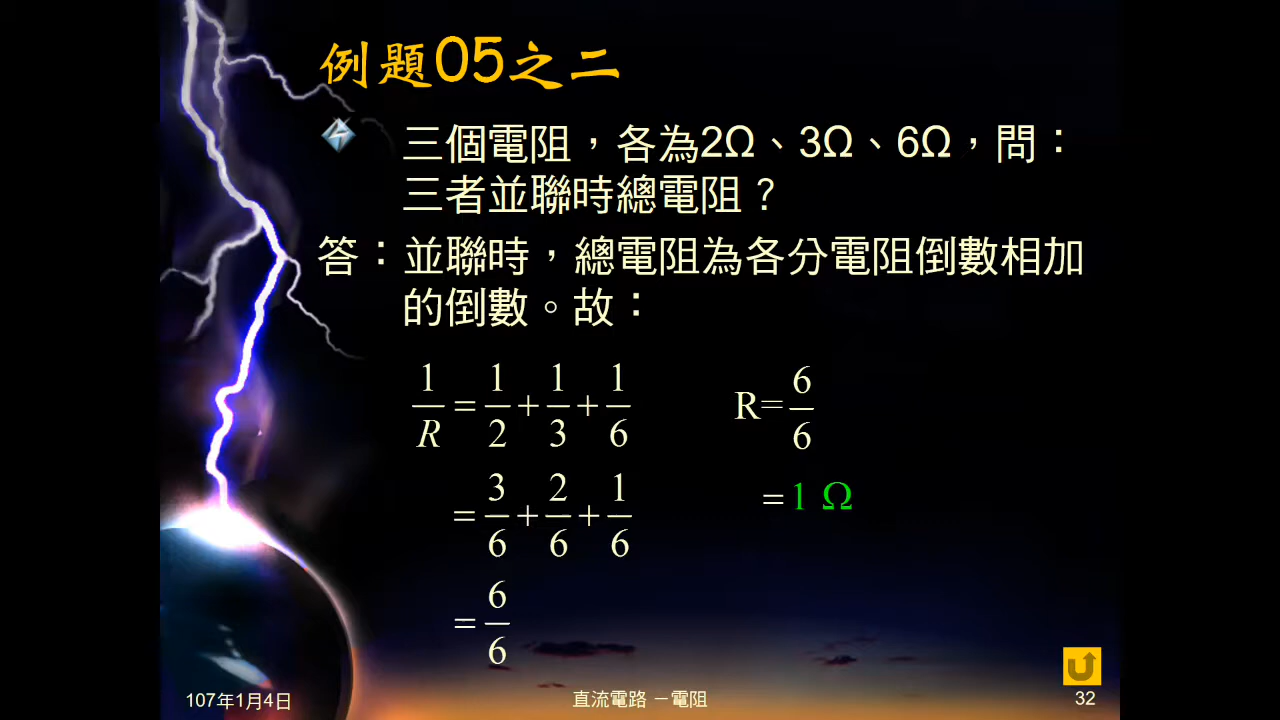 例題05之二
三個電阻，各為2Ω、3Ω、6Ω，問：
三者並聯時總電阻？
答：並聯時，總電阻為各分電阻倒數相加
的倒數。故：
1/R = 1/2 + 1/3 + 1/6
= 3/6 + 2/6 + 1/6
= 6/6
R= 6/6
= 1 Ω
107年1月4日
直流電路 － 電阻
32